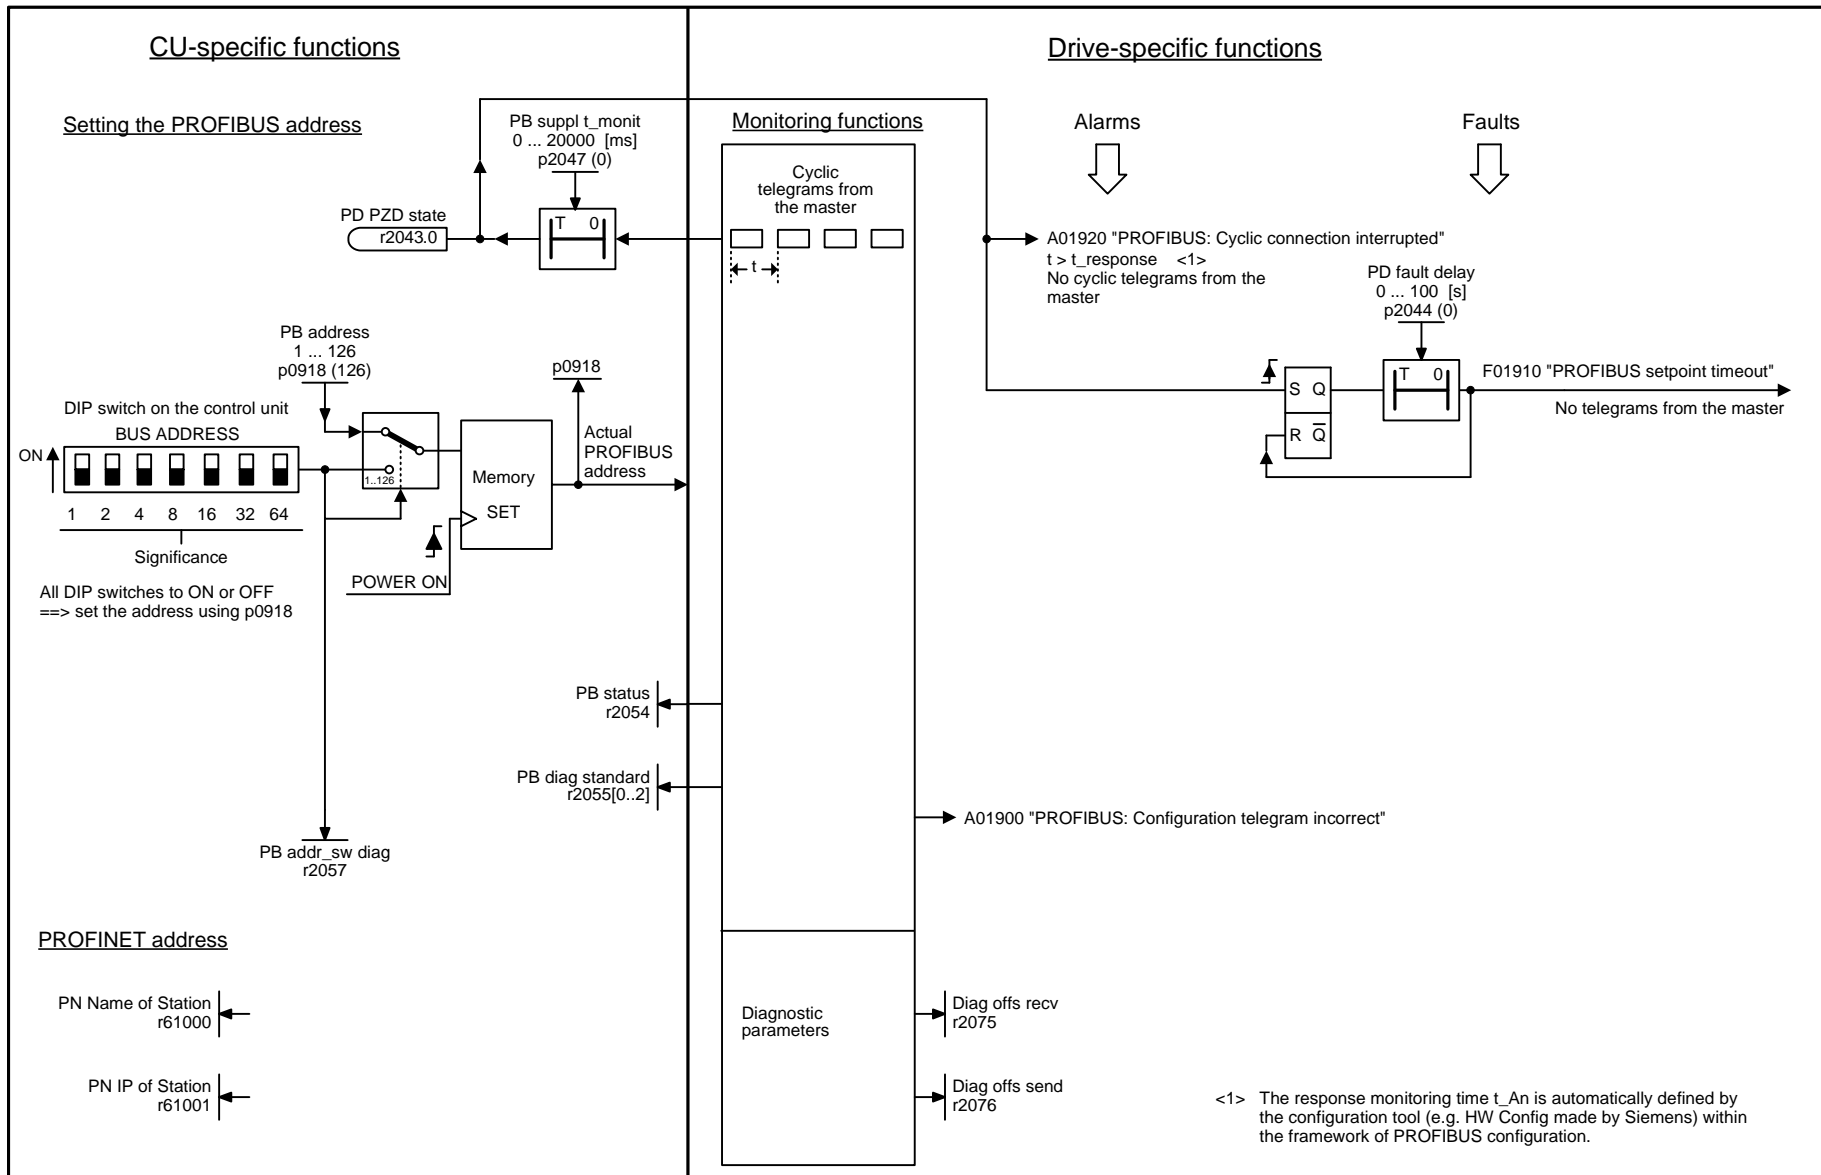 CU-specific functions
Drive-specific functions
Setting the PROFIBUS address
PB suppl t_monit
0 ... 20000 [ms]
p2047 (0)
Monitoring functions
Alarms
Faults
Cyclic
telegrams from
the master
PD PZD state
r2043.0
T 0
t
A01920 "PROFIBUS: Cyclic connection interrupted"
t > t_response <1>
No cyclic telegrams from the
master
PD fault delay
0 ... 100 [s]
p2044 (0)
PB address
1 ... 126
p0918 (126)
p0918
T 0
F01910 "PROFIBUS setpoint timeout"
No telegrams from the master
S Q
R Q̅
DIP switch on the control unit
BUS ADDRESS
ON
1..126
Memory
SET
Actual
PROFIBUS
address
1 2 4 8 16 32 64
Significance
POWER ON
All DIP switches to ON or OFF
==> set the address using p0918
PB status
r2054
PB diag standard
r2055[0..2]
A01900 "PROFIBUS: Configuration telegram incorrect"
PB addr_sw diag
r2057
PROFINET address
PN Name of Station
r61000
Diagnostic
parameters
Diag offs recv
r2075
PN IP of Station
r61001
Diag offs send
r2076
<1> The response monitoring time t_An is automatically defined by
the configuration tool (e.g. HW Config made by Siemens) within
the framework of PROFIBUS configuration.